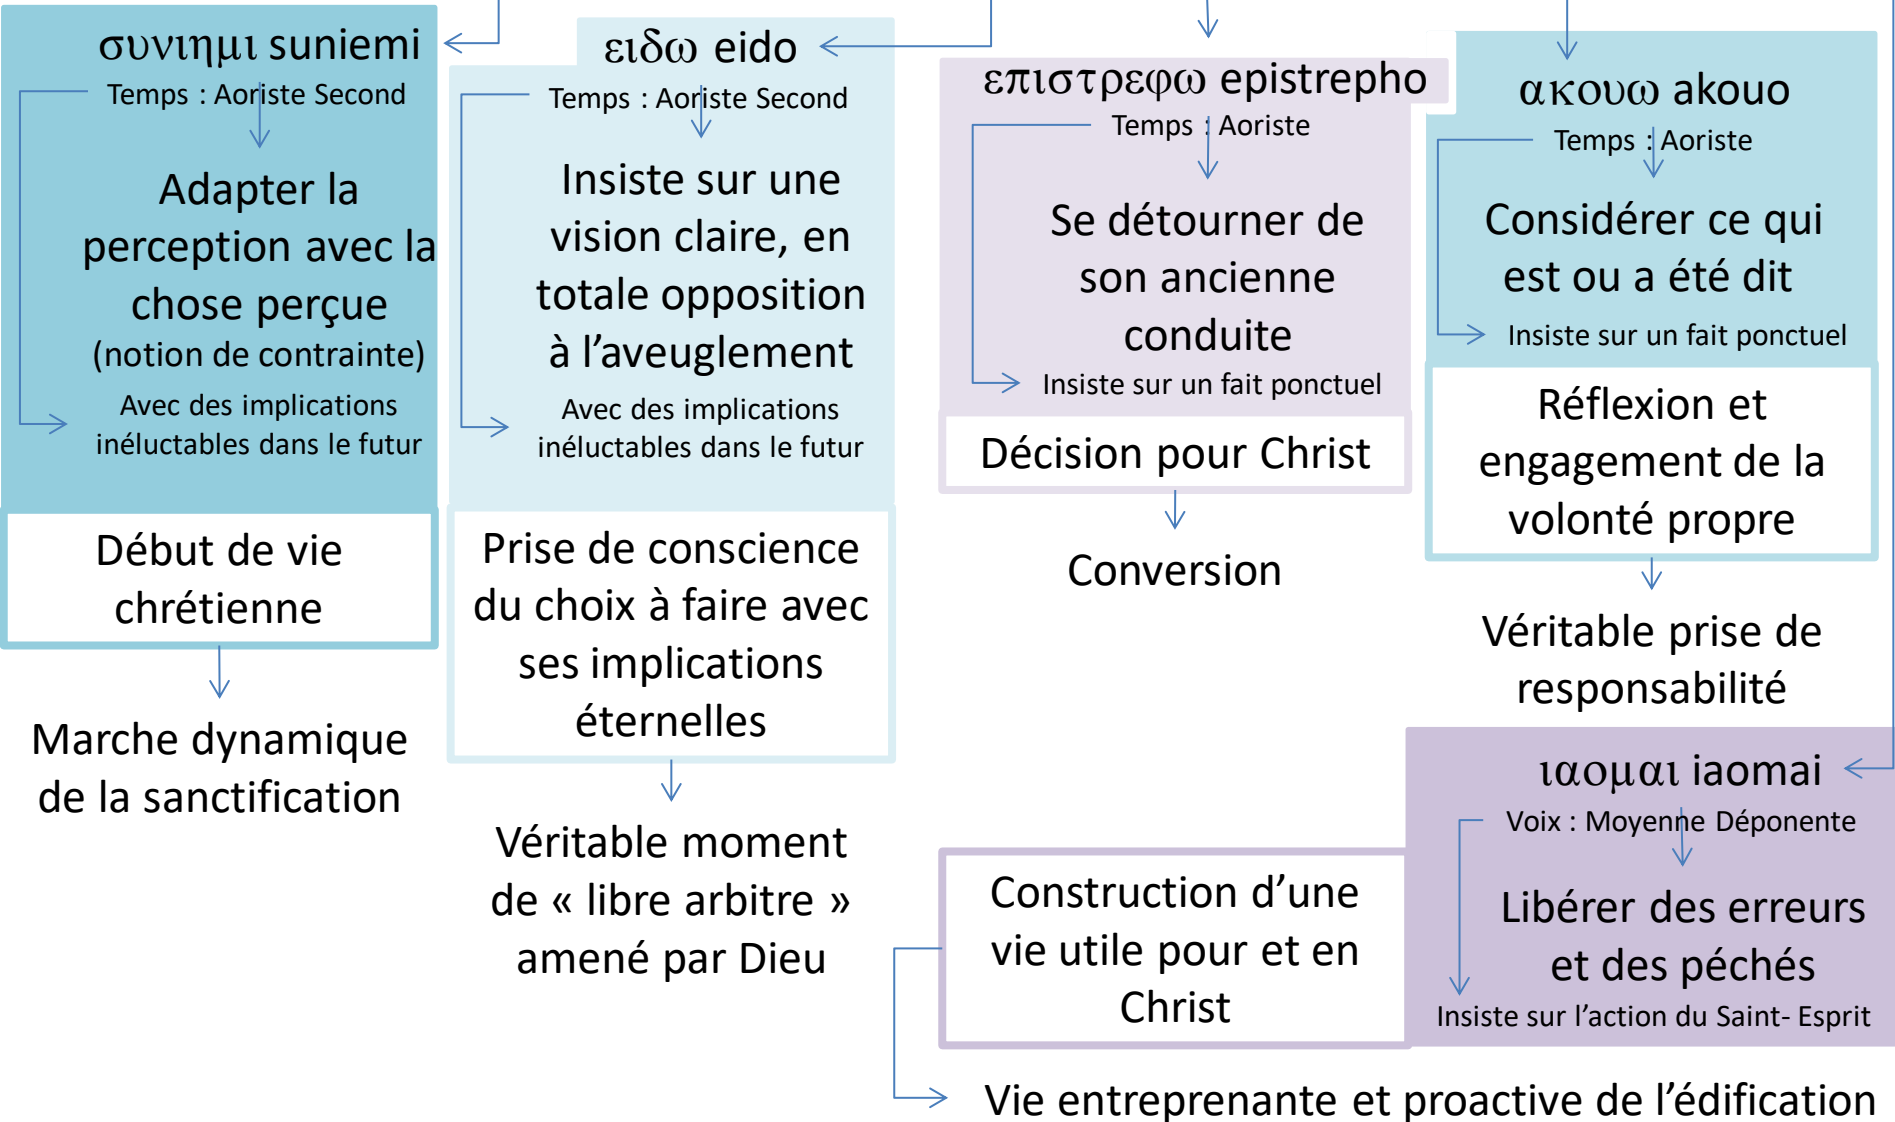 συνιημι suniemi
Temps : Aoriste Second
Adapter la
perception avec la
chose perçue
(notion de contrainte)
Avec des implications
inéluctables dans le futur
Début de vie
chrétienne
Marche dynamique
de la sanctification
ειδω eido
Temps : Aoriste Second
Insiste sur une
vision claire, en
totale opposition
à l’aveuglement
Avec des implications
inéluctables dans le futur
Prise de conscience
du choix à faire avec
ses implications
éternelles
Véritable moment
de « libre arbitre »
amené par Dieu
επιστρεφω epistrepho
Temps : Aoriste
Se détourner de
son ancienne
conduite
Insiste sur un fait ponctuel
Décision pour Christ
Conversion
ακουω akouo
Temps : Aoriste
Considérer ce qui
est ou a été dit
Insiste sur un fait ponctuel
Réflexion et
engagement de la
volonté propre
Véritable prise de
responsabilité
ιαομαι iaomai
Voix : Moyenne Déponente
Libérer des erreurs
et des péchés
Insiste sur l’action du Saint- Esprit
Construction d’une
vie utile pour et en
Christ
Vie entreprenante et proactive de l’édification